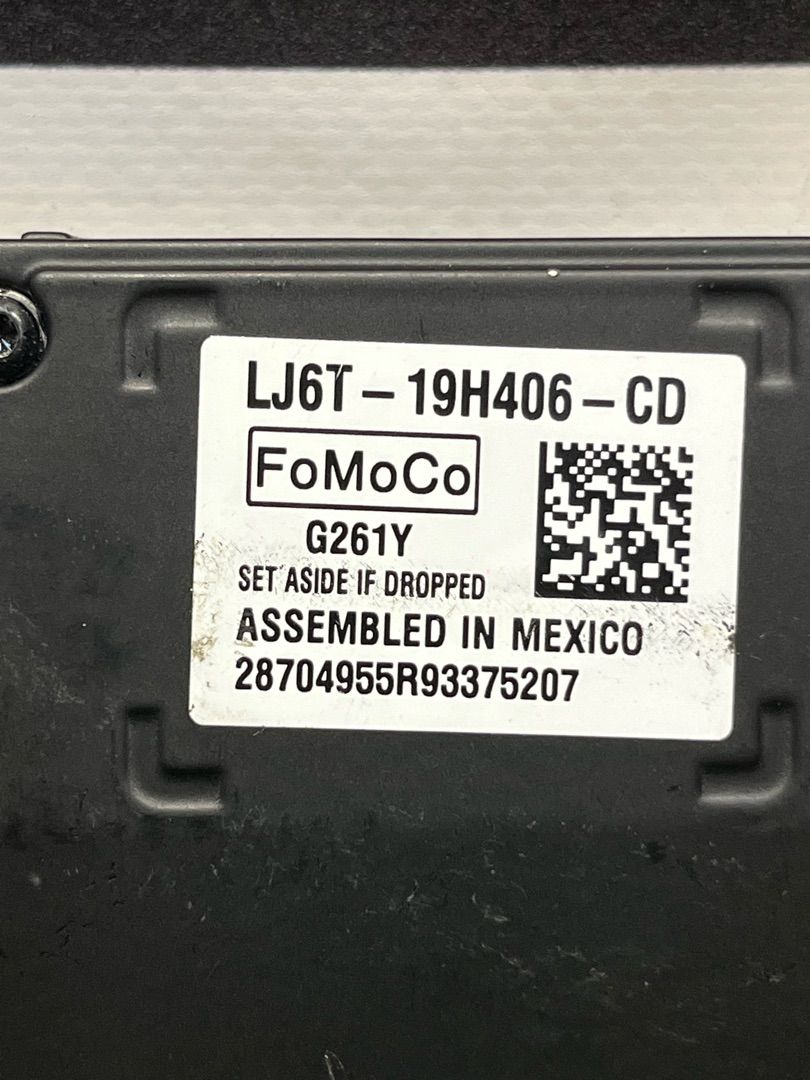 LJ6T – 19H406 – CD
FoMoCo
G261Y
SET ASIDE IF DROPPED
ASSEMBLED IN MEXICO
28704955R93375207